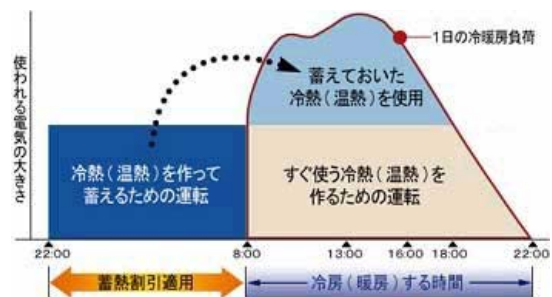 使われる電気の大きさ
1日の冷暖房負荷
蓄えておいた
冷熱(温熱)を使用
冷熱(温熱)を作って
蓄えるための運転
すぐ使う冷熱(温熱)を
作るための運転
22:00 8:00 13:00 16:00 18:00 22:00
蓄熱割引適用 冷房(暖房)する時間